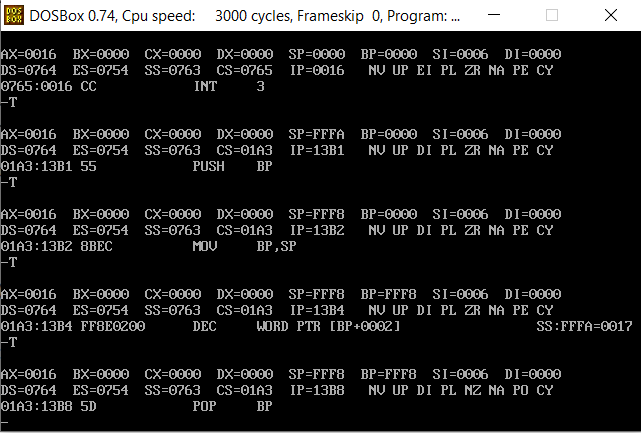 DOS BOX
DOSBox 0.74, Cpu speed: 3000 cycles, Frameskip 0, Program: ...
AX=0016 BX=0000 CX=0000 DX=0000 SP=0000 BP=0000 SI=0006 DI=0000
DS=0764 ES=0754 SS=0763 CS=0765 IP=0016 NV UP EI PL ZR NA PE CY
0765:0016 CC INT 3
-T
AX=0016 BX=0000 CX=0000 DX=0000 SP=FFFA BP=0000 SI=0006 DI=0000
DS=0764 ES=0754 SS=0763 CS=01A3 IP=13B1 NV UP DI PL ZR NA PE CY
01A3:13B1 55 PUSH BP
-T
AX=0016 BX=0000 CX=0000 DX=0000 SP=FFF8 BP=0000 SI=0006 DI=0000
DS=0764 ES=0754 SS=0763 CS=01A3 IP=13B2 NV UP DI PL ZR NA PE CY
01A3:13B2 8BEC MOV BP,SP
-T
AX=0016 BX=0000 CX=0000 DX=0000 SP=FFF8 BP=FFF8 SI=0006 DI=0000
DS=0764 ES=0754 SS=0763 CS=01A3 IP=13B4 NV UP DI PL ZR NA PE CY
01A3:13B4 FF8E0200 DEC WORD PTR [BP+0002] SS:FFFA=0017
-T
AX=0016 BX=0000 CX=0000 DX=0000 SP=FFF8 BP=FFF8 SI=0006 DI=0000
DS=0764 ES=0754 SS=0763 CS=01A3 IP=13B8 NV UP DI PL NZ NA PO CY
01A3:13B8 5D POP BP
-